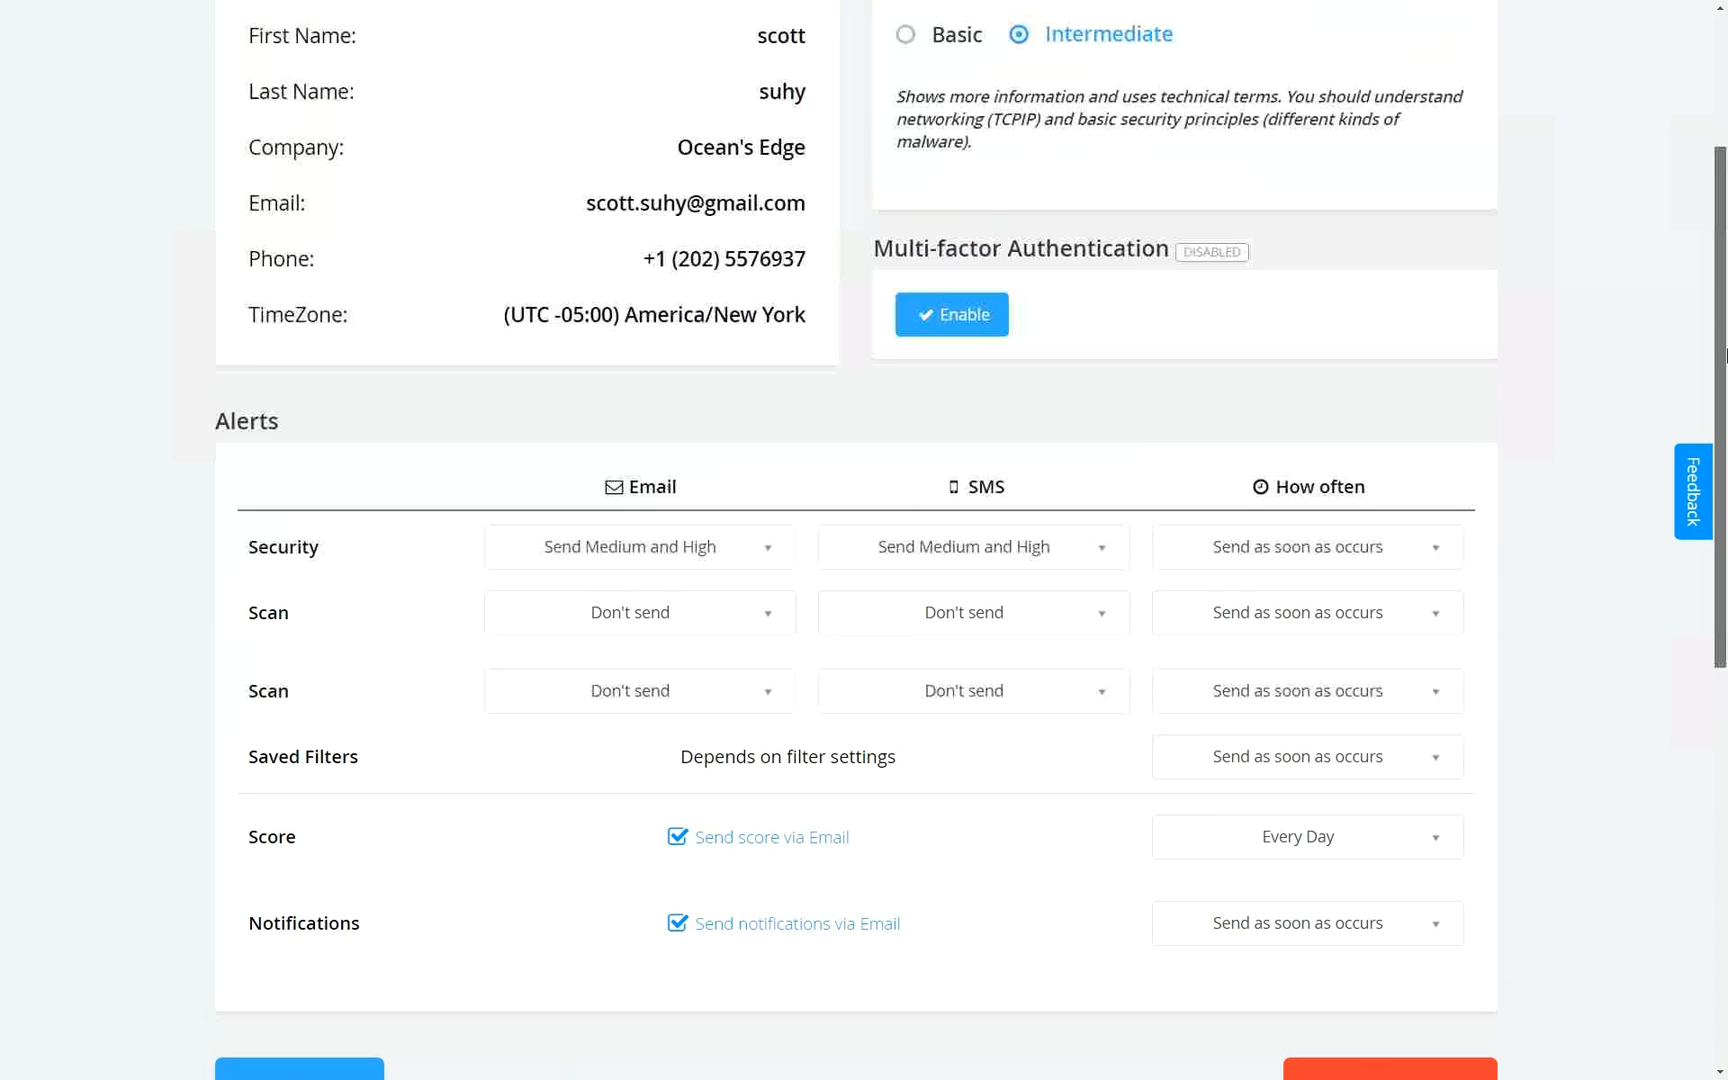 First Name: scott
Last Name: suhy
Company: Ocean's Edge
Email: scott.suhy@gmail.com
Phone: +1 (202) 5576937
TimeZone: (UTC -05:00) America/New York
Basic Intermediate
Shows more information and uses technical terms. You should understand
networking (TCPIP) and basic security principles (different kinds of
malware).
Multi-factor Authentication DISABLED
Enable
Alerts
Email SMS How often
Security Send Medium and High Send Medium and High Send as soon as occurs
Scan Don't send Don't send Send as soon as occurs
Scan Don't send Don't send Send as soon as occurs
Saved Filters Depends on filter settings Send as soon as occurs
Score Send score via Email Every Day
Notifications Send notifications via Email Send as soon as occurs
Feedback